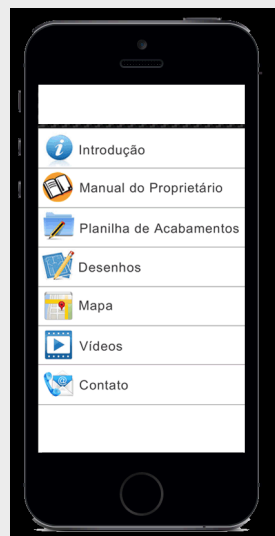 Introdução
Manual do Proprietário
Planilha de Acabamentos
Desenhos
Mapa
Vídeos
Contato